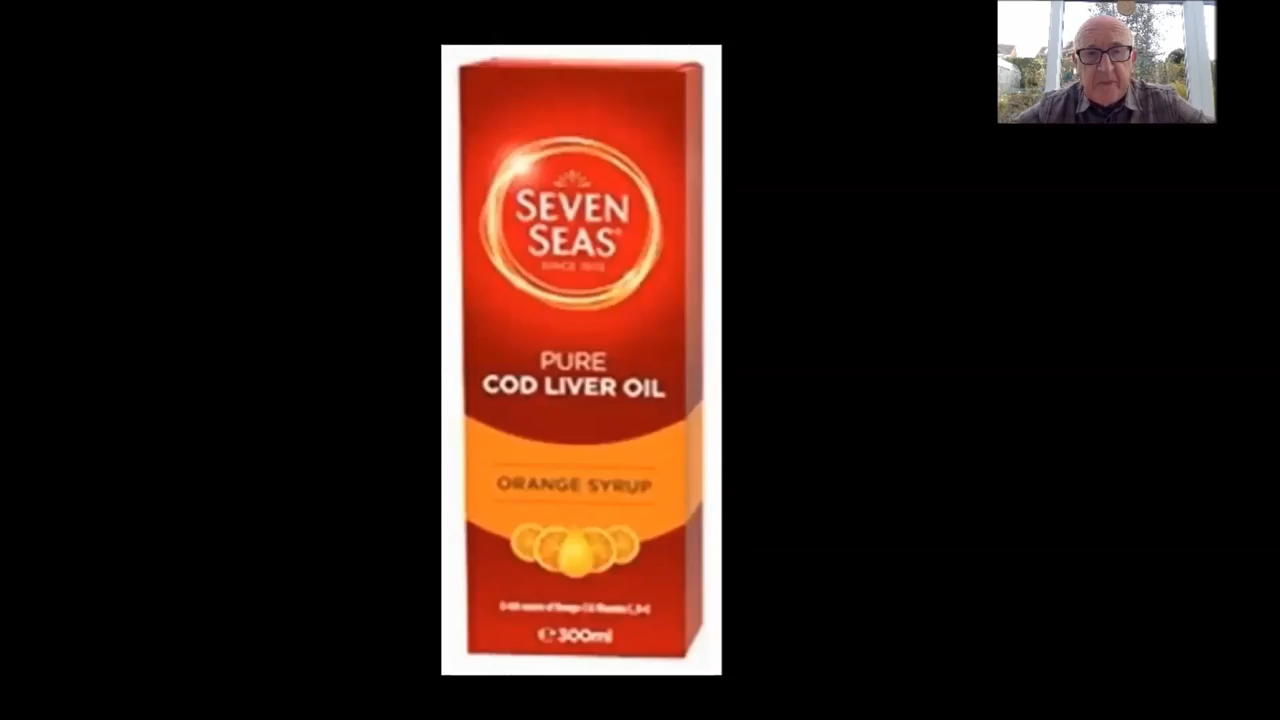 SEVEN
SEAS
PURE
COD LIVER OIL
ORANGE SYRUP
℮300ml